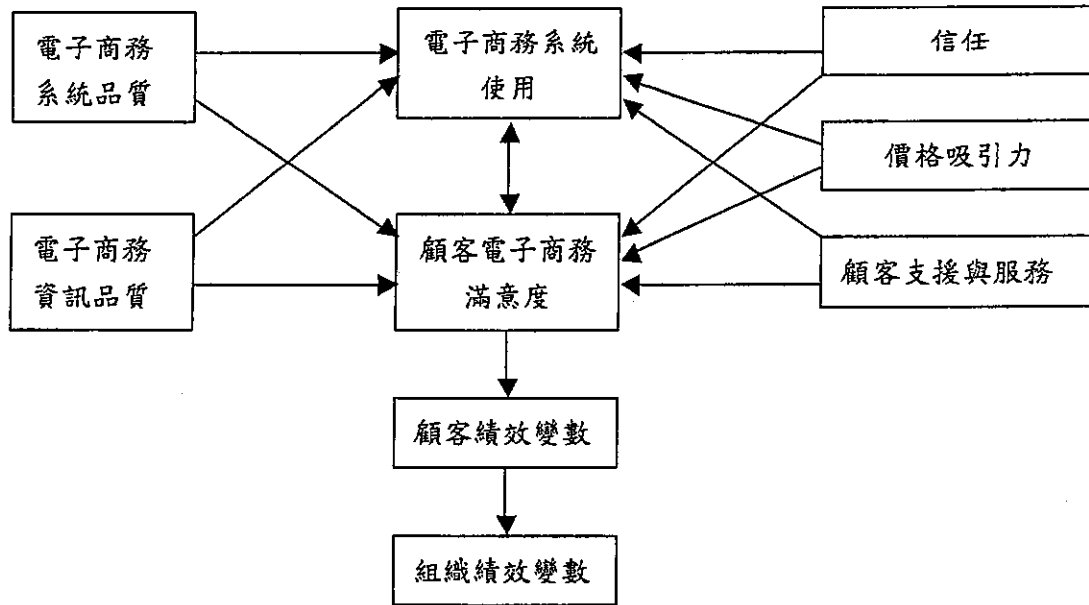 電子商務
系統品質
電子商務系統
使用
信任
價格吸引力
電子商務
資訊品質
顧客電子商務
滿意度
顧客支援與服務
顧客績效變數
組織績效變數